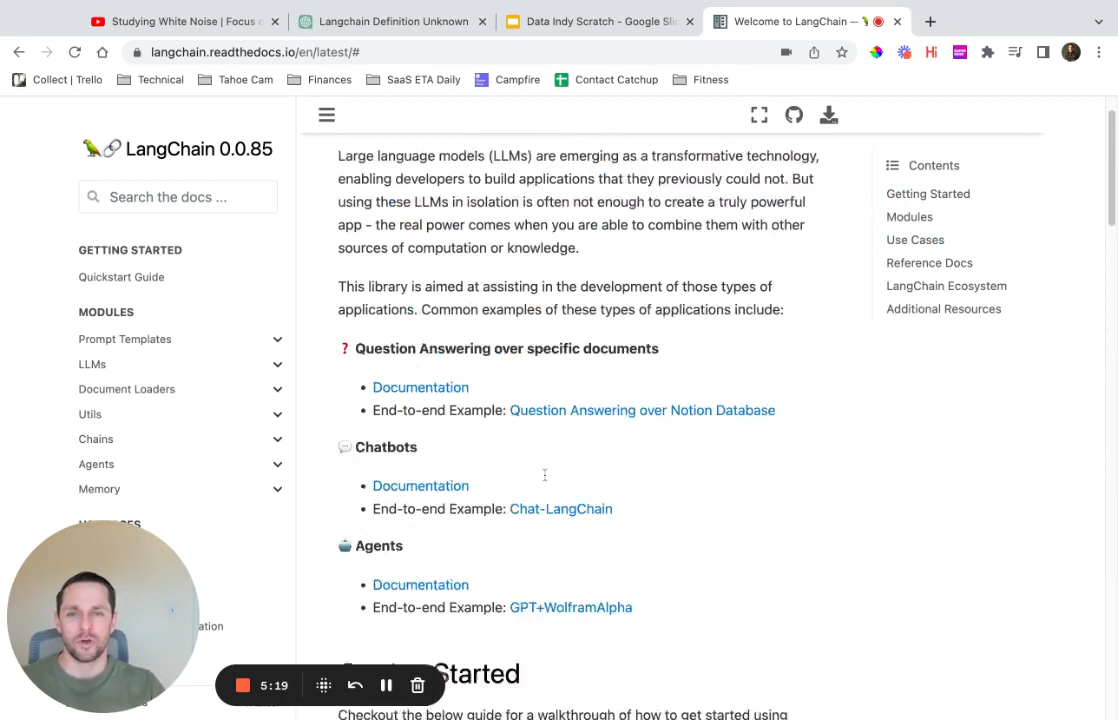 Studying White Noise | Focus
Langchain Definition Unknown
Data Indy Scratch - Google Slid
Welcome to LangChain —
langchain.readthedocs.io/en/latest/#
Hi
Collect | Trello
Technical
Tahoe Cam
Finances
SaaS ETA Daily
Campfire
Contact Catchup
Fitness
LangChain 0.0.85
Search the docs ...
GETTING STARTED
Quickstart Guide
MODULES
Prompt Templates
LLMs
Document Loaders
Utils
Chains
Agents
Memory
Large language models (LLMs) are emerging as a transformative technology,
enabling developers to build applications that they previously could not. But
using these LLMs in isolation is often not enough to create a truly powerful
app - the real power comes when you are able to combine them with other
sources of computation or knowledge.
This library is aimed at assisting in the development of those types of
applications. Common examples of these types of applications include:
❓ Question Answering over specific documents
• Documentation
• End-to-end Example: Question Answering over Notion Database
💬 Chatbots
• Documentation
• End-to-end Example: Chat-LangChain
🤖 Agents
• Documentation
• End-to-end Example: GPT+WolframAlpha
Started
Checkout the below guide for a walkthrough of how to get started using
Contents
Getting Started
Modules
Use Cases
Reference Docs
LangChain Ecosystem
Additional Resources
5:19